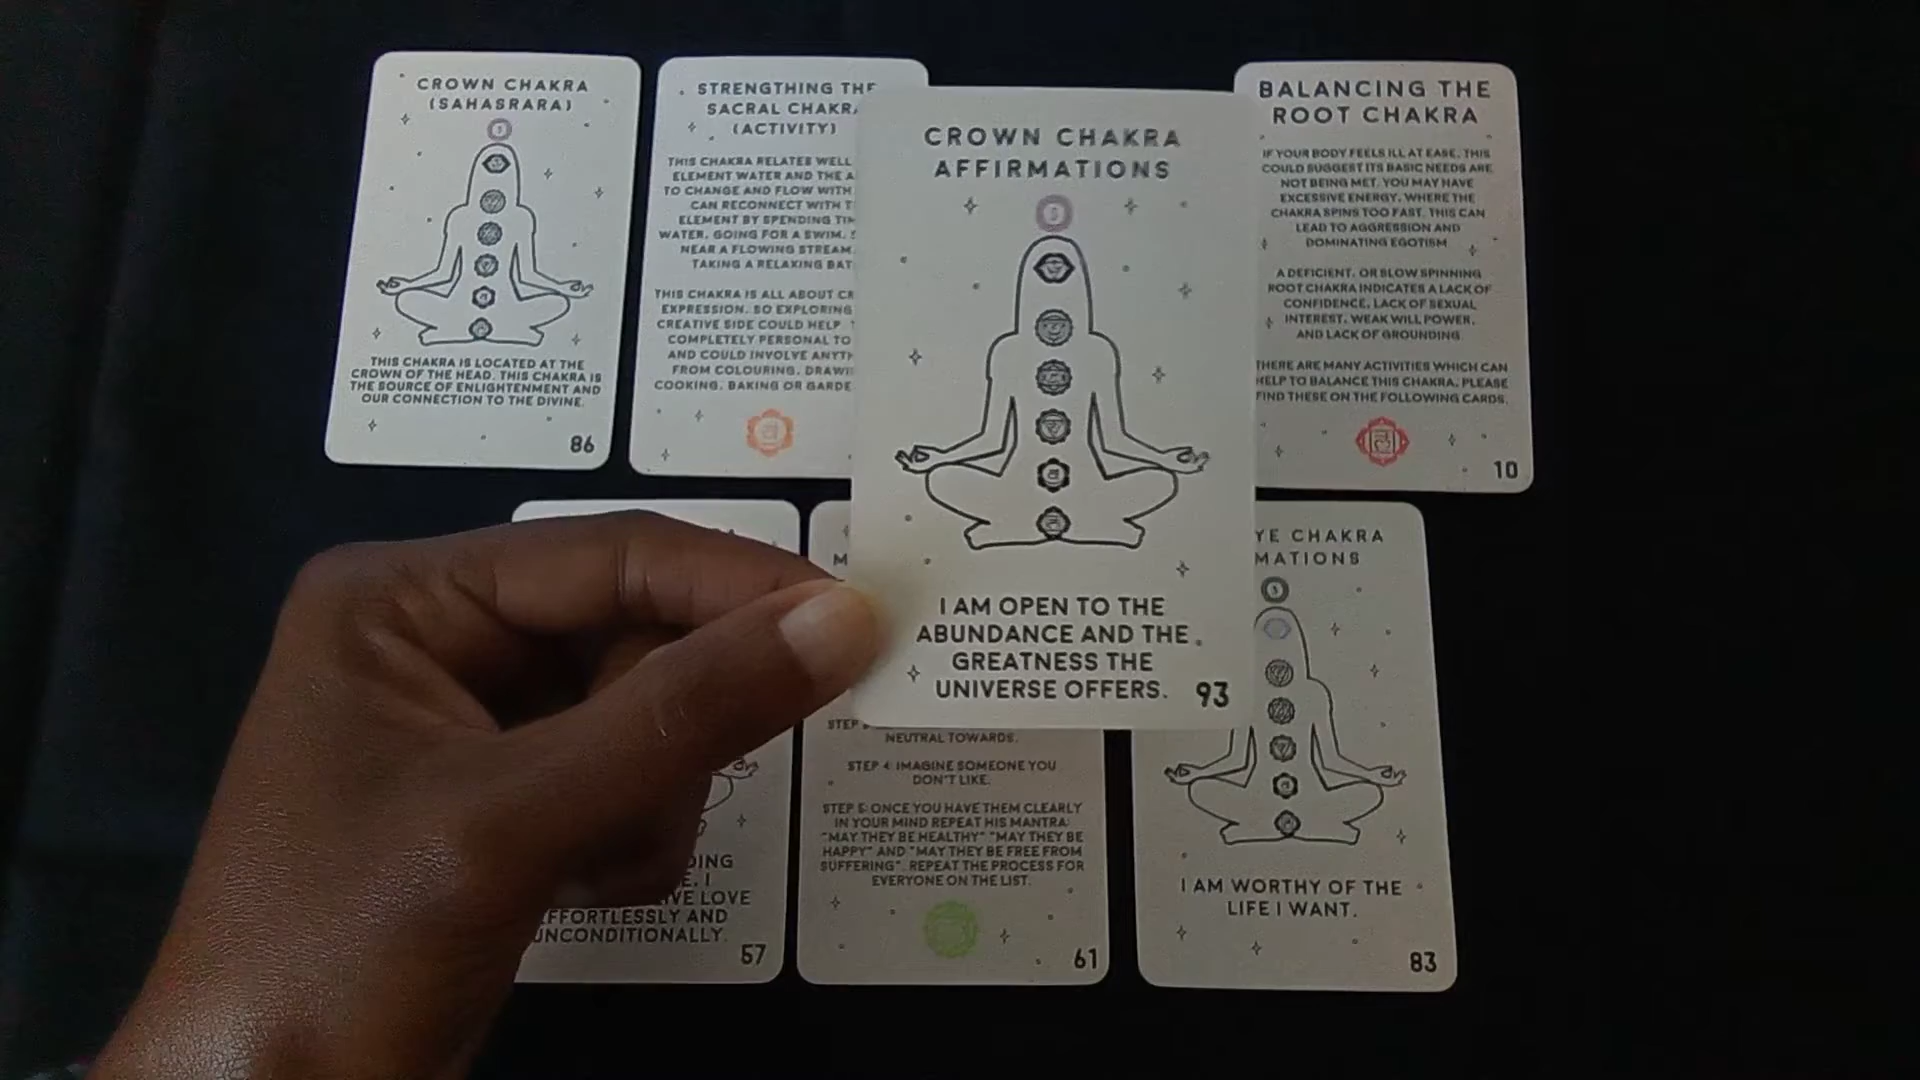 CROWN CHAKRA
(SAHASRARA)
THIS CHAKRA IS LOCATED AT THE
CROWN OF THE HEAD. THIS CHAKRA IS
THE SOURCE OF ENLIGHTENMENT AND
OUR CONNECTION TO THE DIVINE.
86
STRENGTHING THE
SACRAL CHAKRA
(ACTIVITY)
THIS CHAKRA RELATES WELL
ELEMENT WATER AND THE A
TO CHANGE AND FLOW WITH
CAN RECONNECT WITH T
ELEMENT BY SPENDING TIM
WATER, GOING FOR A SWIM, S
NEAR A FLOWING STREAM,
TAKING A RELAXING BAT
THIS CHAKRA IS ALL ABOUT CR
EXPRESSION, SO EXPLORING
CREATIVE SIDE COULD HELP
COMPLETELY PERSONAL TO
AND COULD INVOLVE ANYTH
FROM COLOURING, DRAWI
COOKING, BAKING OR GARDE
CROWN CHAKRA
AFFIRMATIONS
I AM OPEN TO THE
ABUNDANCE AND THE
GREATNESS THE
UNIVERSE OFFERS.
93
BALANCING THE
ROOT CHAKRA
IF YOUR BODY FEELS ILL AT EASE, THIS
COULD SUGGEST ITS BASIC NEEDS ARE
NOT BEING MET. YOU MAY HAVE
EXCESSIVE ENERGY, WHERE THE
CHAKRA SPINS TOO FAST. THIS CAN
LEAD TO AGGRESSION AND
DOMINATING EGOTISM
A DEFICIENT, OR SLOW SPINNING
ROOT CHAKRA INDICATES A LACK OF
CONFIDENCE, LACK OF SEXUAL
INTEREST, WEAK WILL POWER,
AND LACK OF GROUNDING.
THERE ARE MANY ACTIVITIES WHICH CAN
HELP TO BALANCE THIS CHAKRA, PLEASE
FIND THESE ON THE FOLLOWING CARDS.
10
DING
E. I
IVE LOVE
EFFORTLESSLY AND
UNCONDITIONALLY.
57
M
STEP
NEUTRAL TOWARDS.
STEP 4: IMAGINE SOMEONE YOU
DON'T LIKE.
STEP 5: ONCE YOU HAVE THEM CLEARLY
IN YOUR MIND REPEAT HIS MANTRA:
"MAY THEY BE HEALTHY" "MAY THEY BE
HAPPY" AND "MAY THEY BE FREE FROM
SUFFERING". REPEAT THE PROCESS FOR
EVERYONE ON THE LIST.
61
YE CHAKRA
MATIONS
I AM WORTHY OF THE
LIFE I WANT.
83